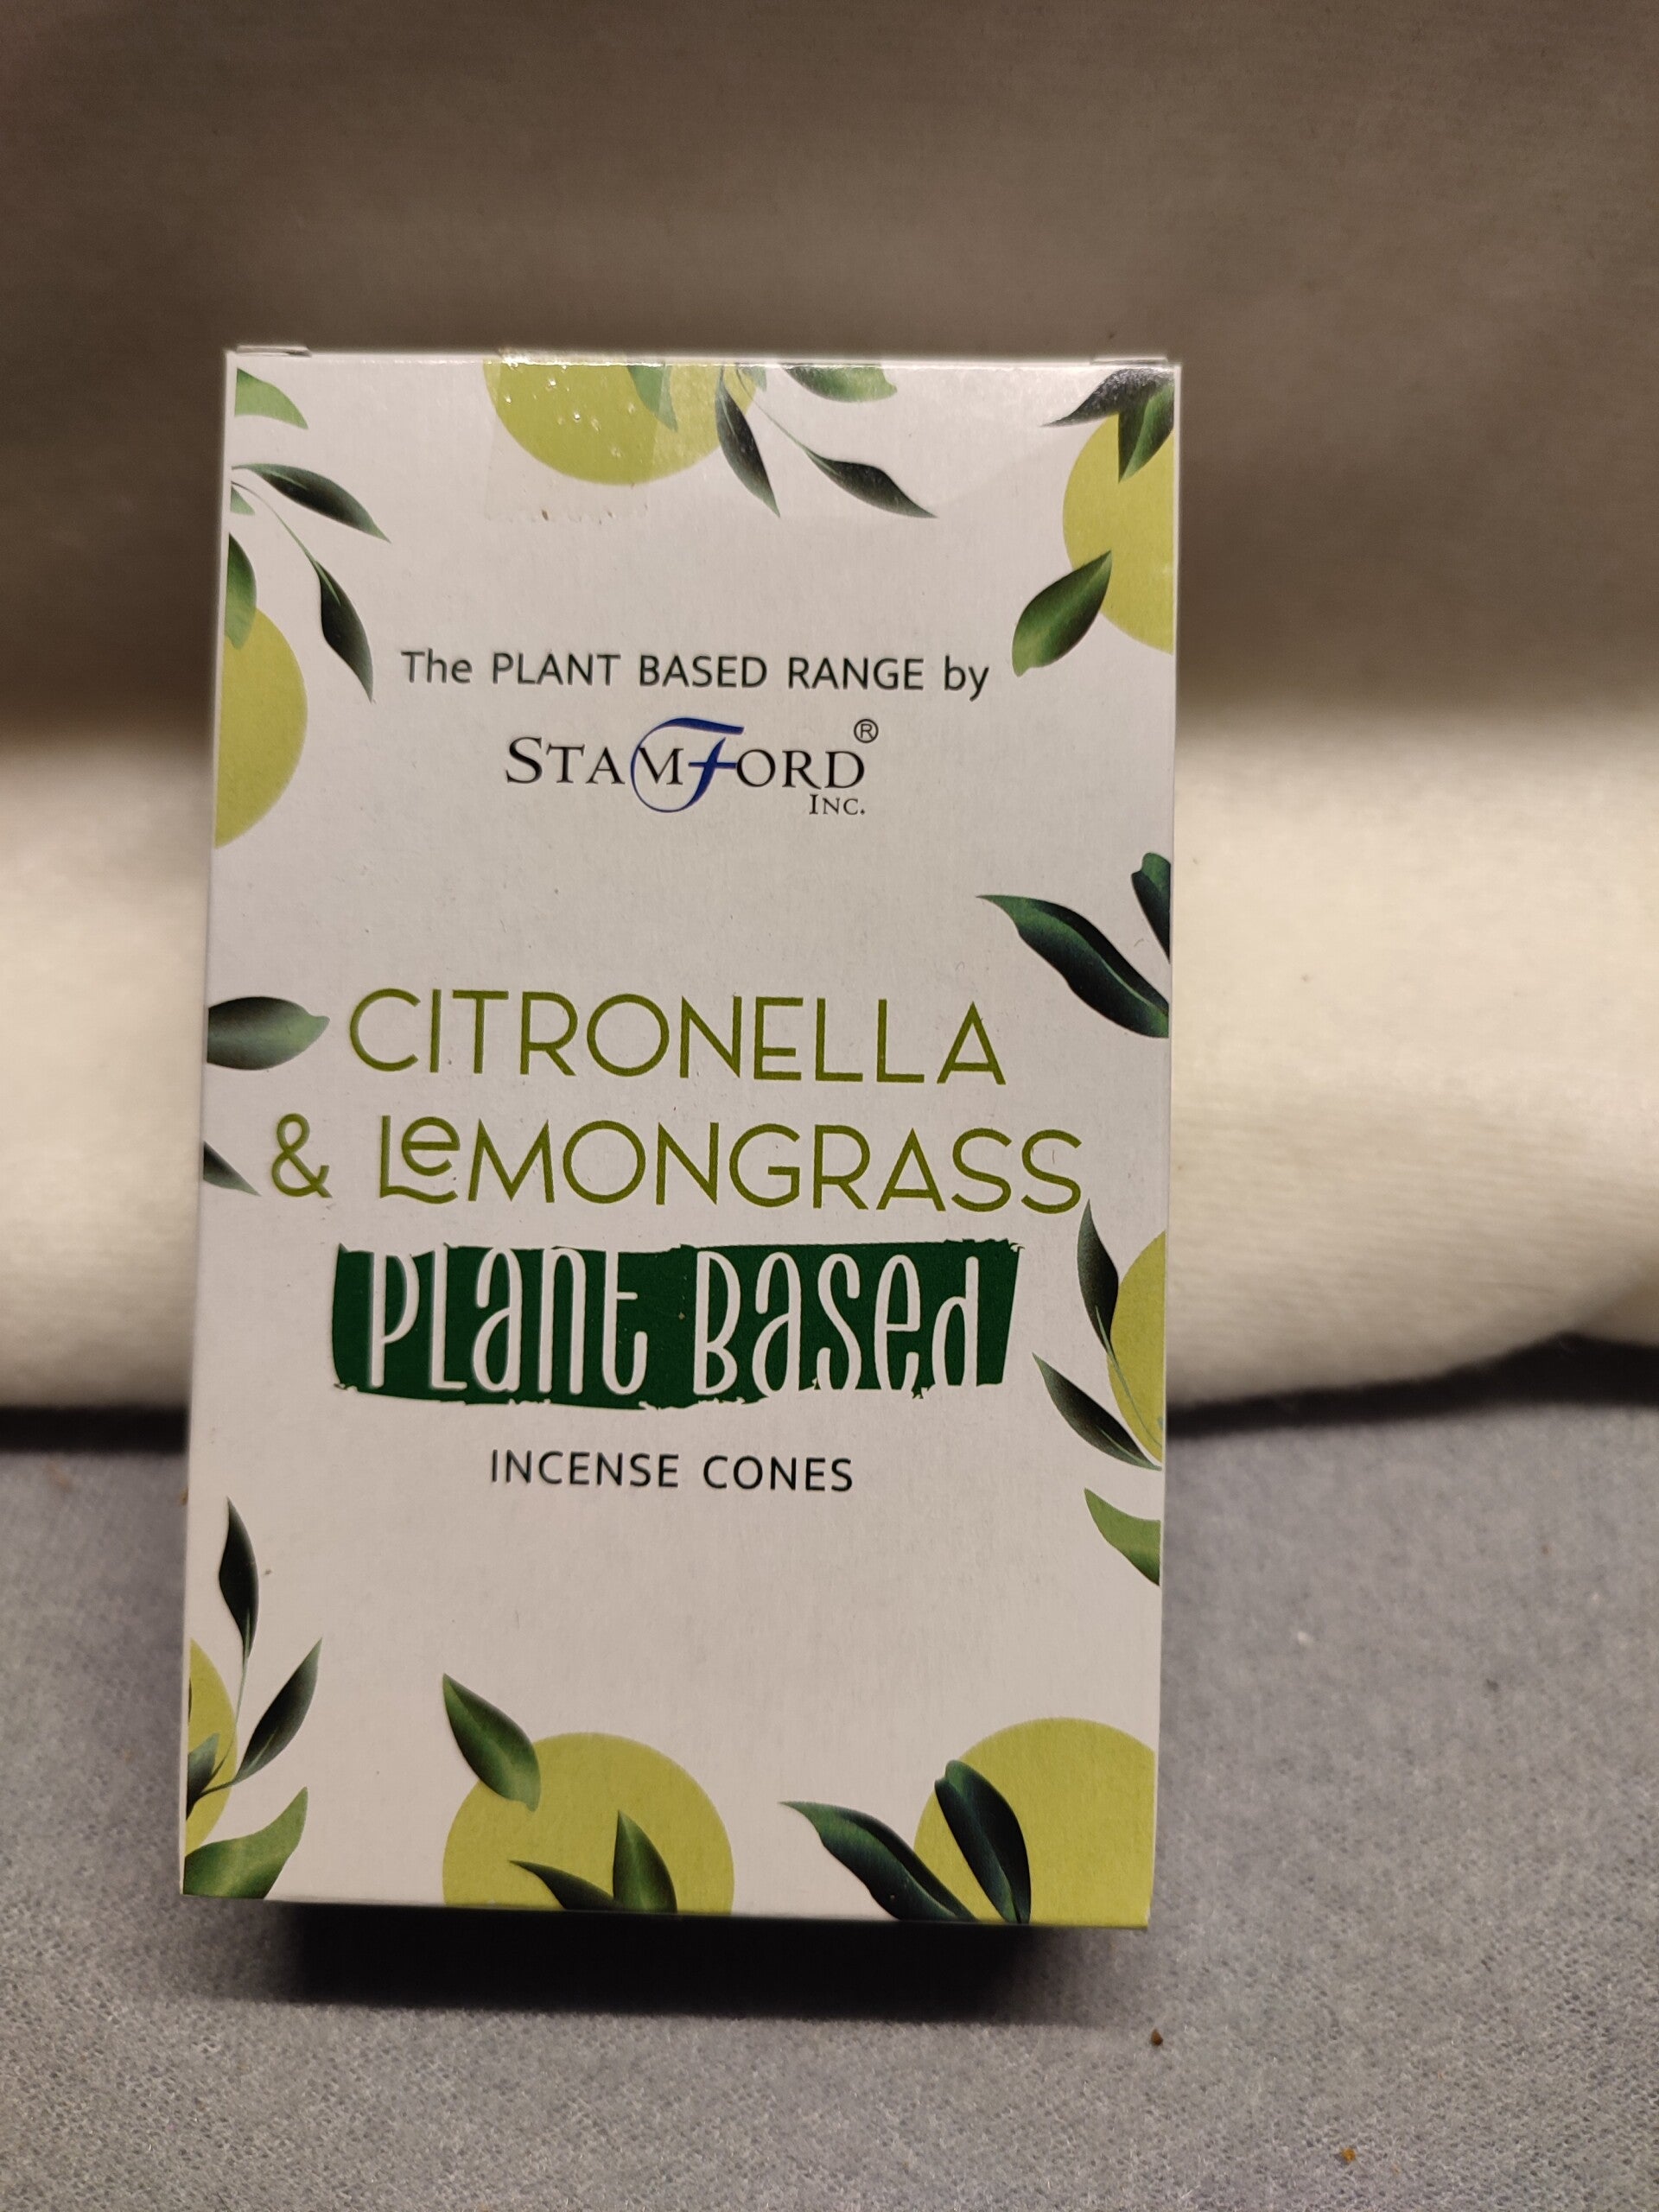 The PLANT BASED RANGE by
STAMFORD®
INC.
CITRONELLA
& LeMONGRASS
PLant Based
INCENSE CONES